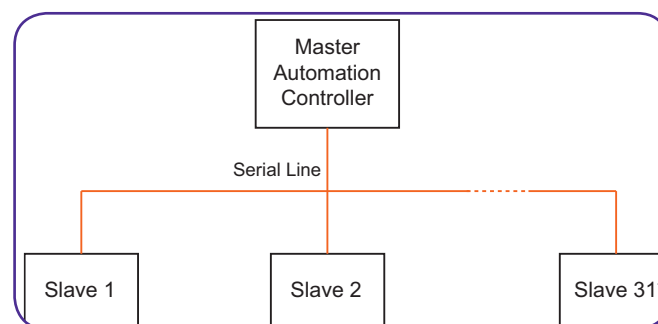 Master
Automation
Controller
Serial Line
Slave 1
Slave 2
Slave 31